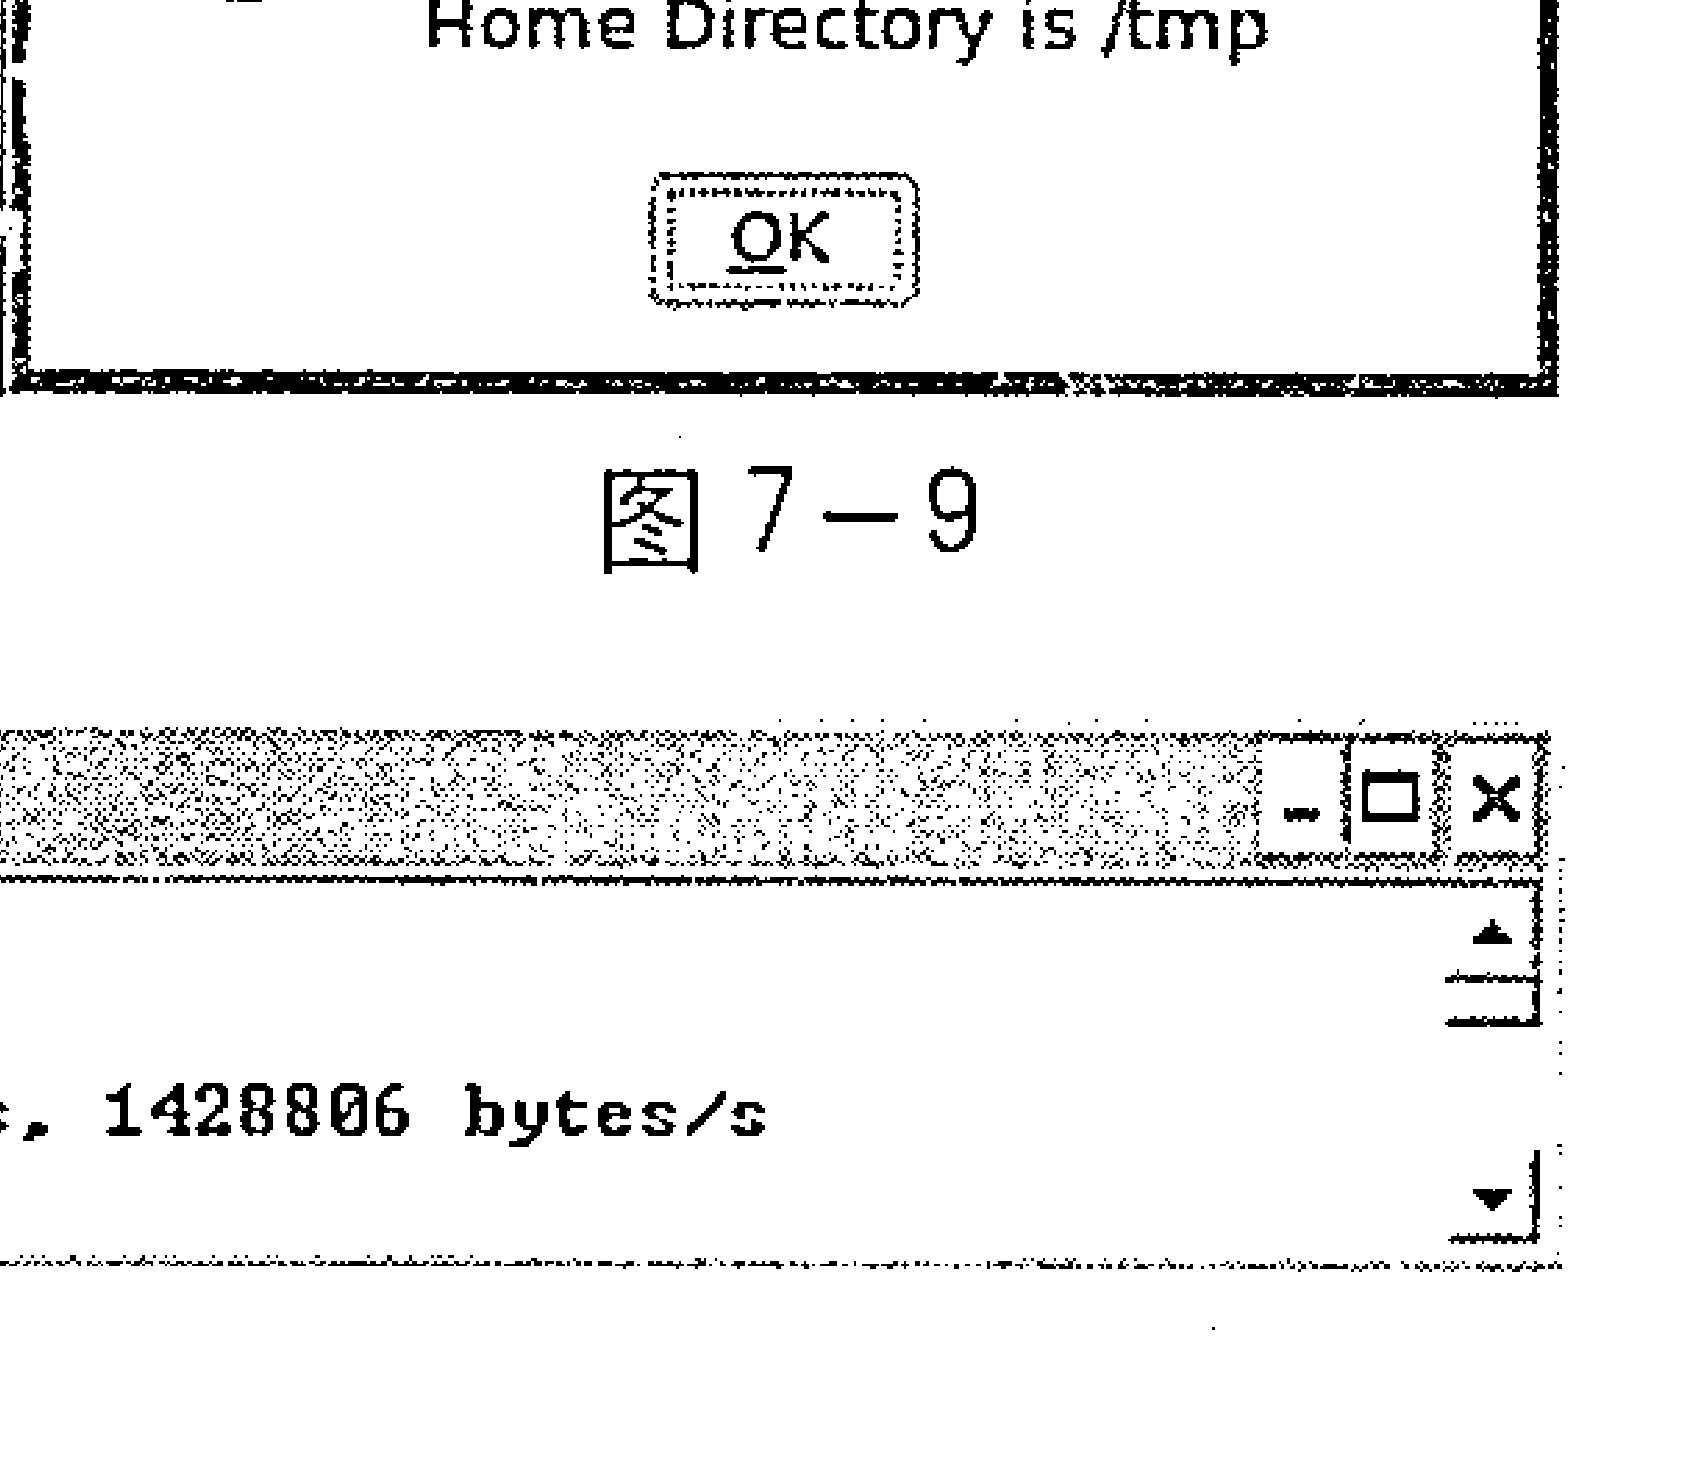 Home Directory is /tmp
OK
图 7－9
, 1428806 bytes/s